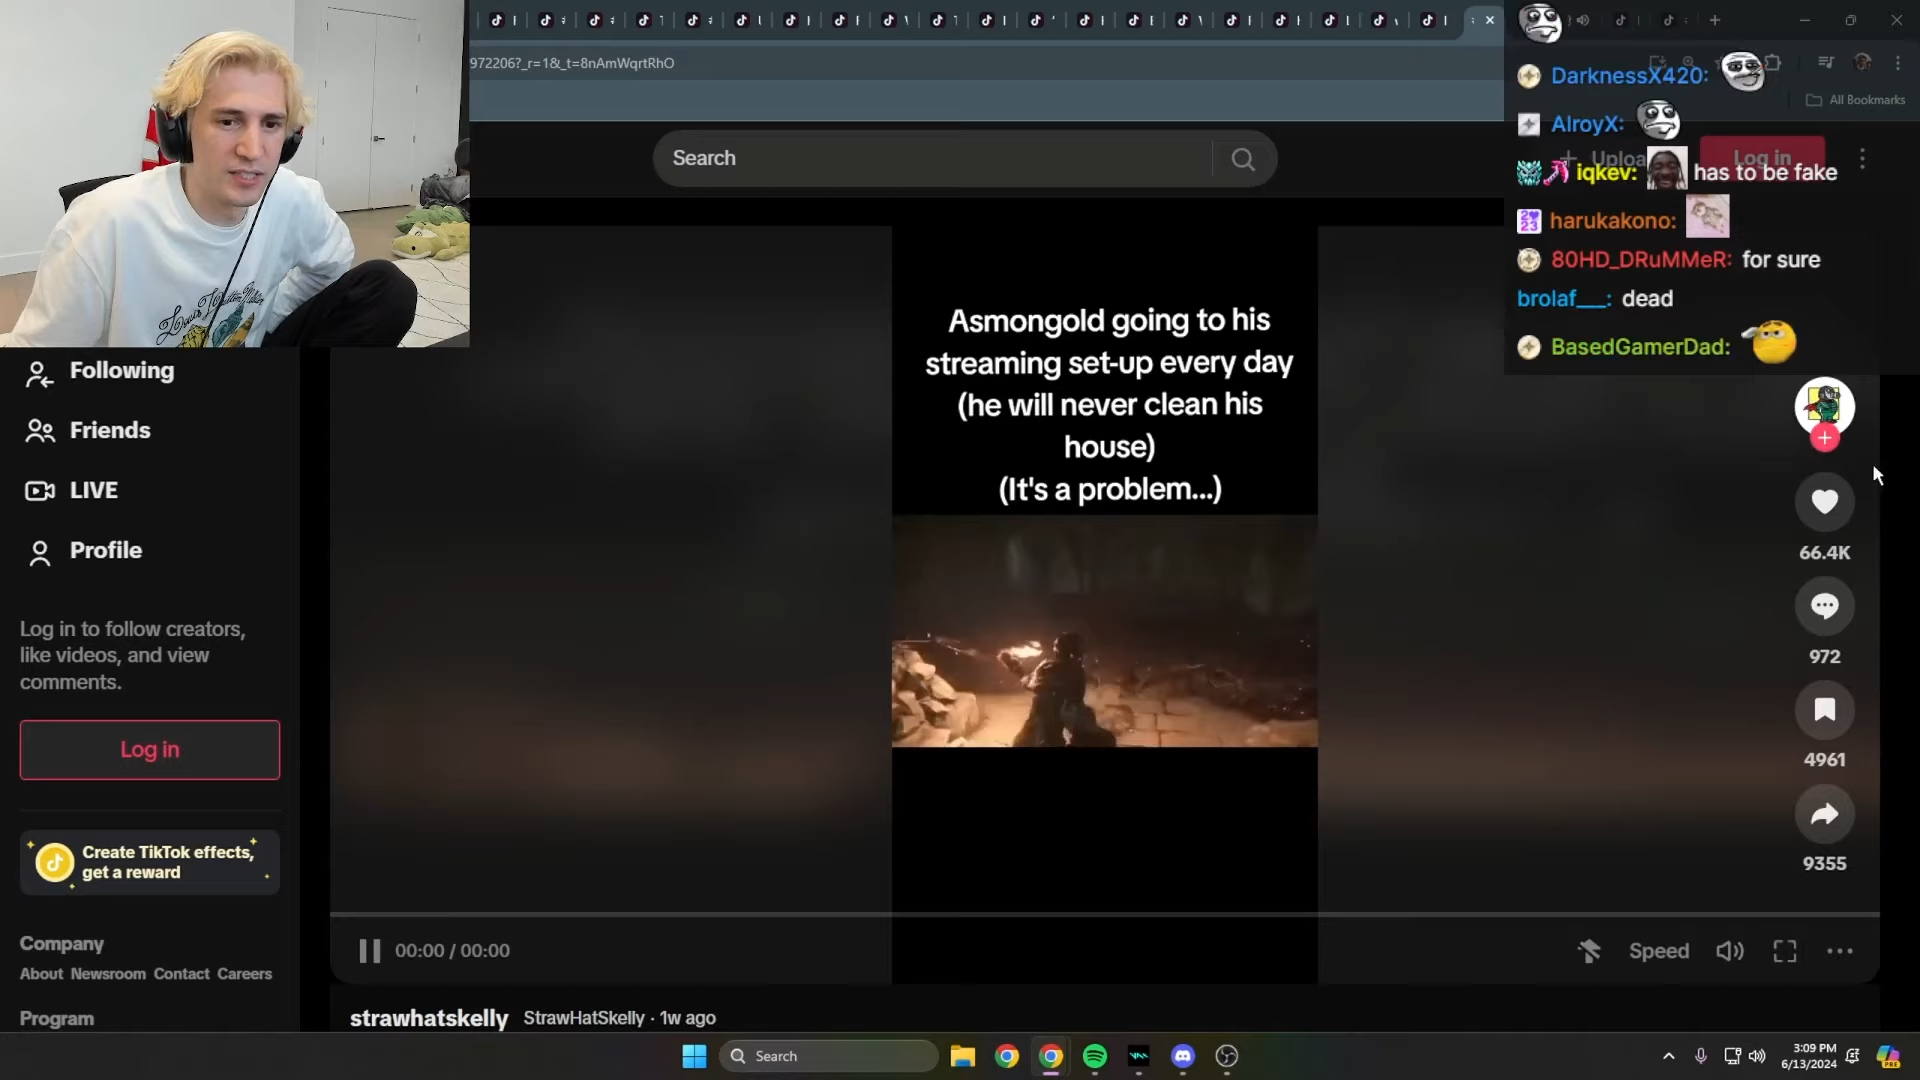 972206?_r=1&_t=8nAmWqrtRhO
All Bookmarks
Search
Log in
DarknessX420:
AlroyX:
iqkev: has to be fake
harukakono:
80HD_DRuMMeR: for sure
brolaf___: dead
BasedGamerDad:
Asmongold going to his
streaming set-up every day
(he will never clean his
house)
(It's a problem...)
Following
Friends
LIVE
Profile
Log in to follow creators,
like videos, and view
comments.
Log in
Create TikTok effects,
get a reward
Company
About Newsroom Contact Careers
Program
66.4K
972
4961
9355
00:00 / 00:00
Speed
strawhatskelly StrawHatSkelly · 1w ago
Search
3:09 PM
6/13/2024